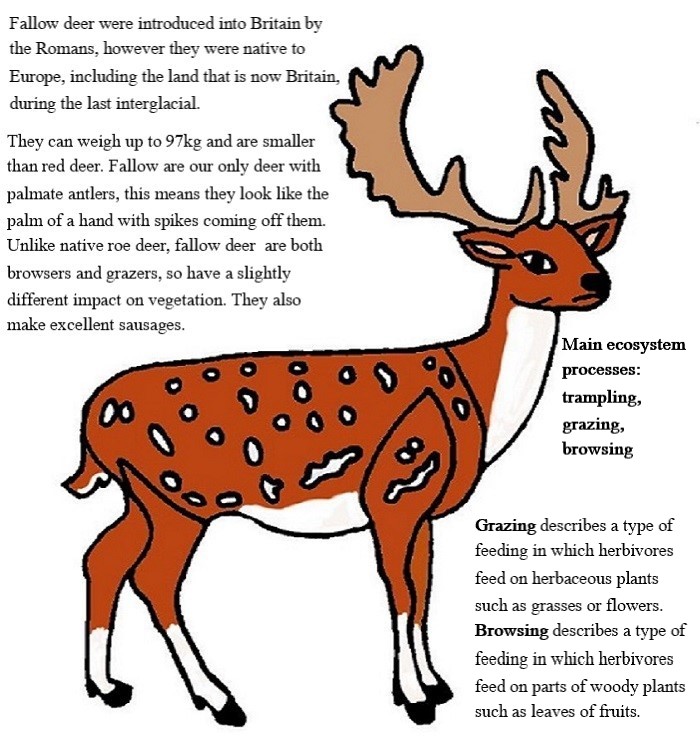 Fallow deer were introduced into Britain by
the Romans, however they were native to
Europe, including the land that is now Britain,
during the last interglacial.
They can weigh up to 97kg and are smaller
than red deer. Fallow are our only deer with
palmate antlers, this means they look like the
palm of a hand with spikes coming off them.
Unlike native roe deer, fallow deer are both
browsers and grazers, so have a slightly
different impact on vegetation. They also
make excellent sausages.
Main ecosystem
processes:
trampling,
grazing,
browsing
Grazing describes a type of
feeding in which herbivores
feed on herbaceous plants
such as grasses or flowers.
Browsing describes a type of
feeding in which herbivores
feed on parts of woody plants
such as leaves of fruits.